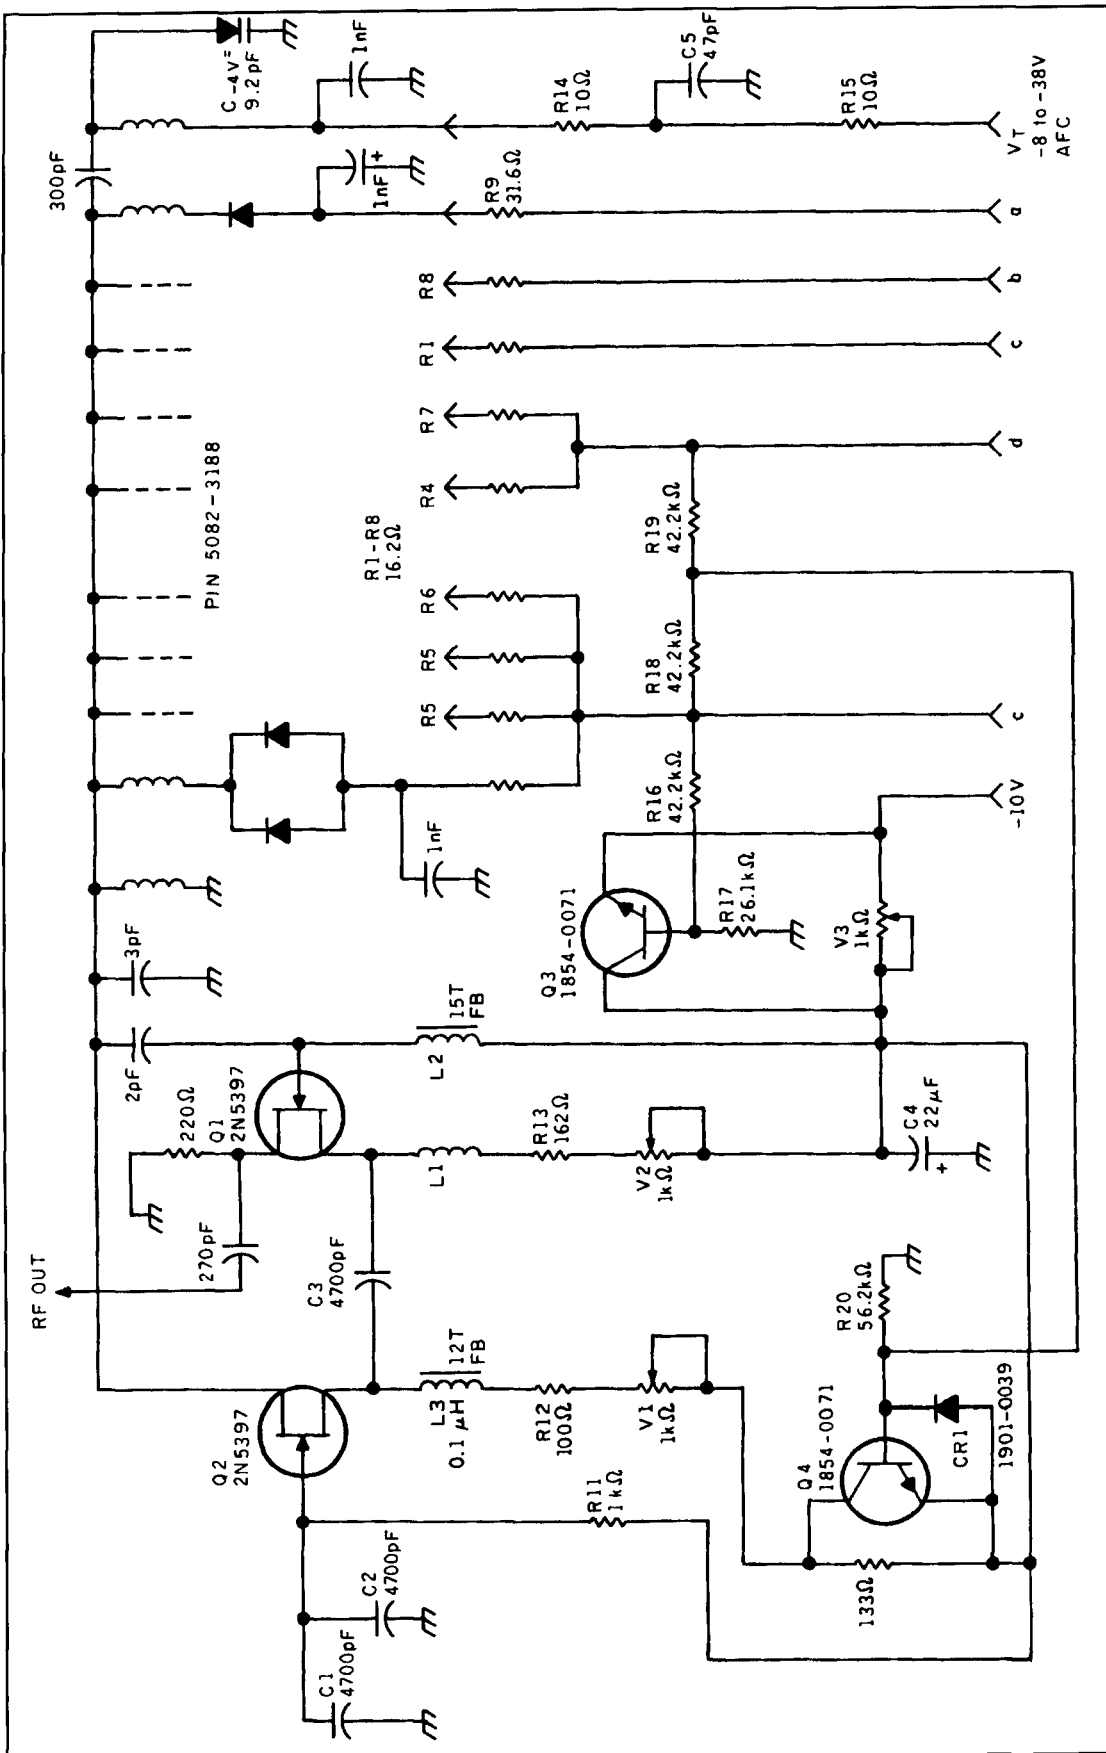 RF OUT
270pF
220Ω
Q1
2N5397
2pF
3pF
300pF
C -4V=
9.2pF
1nF
1nF +
R14
10Ω
C5
47pF
R15
10Ω
VT
-8 to -38V
AFC
R9
31.6Ω
a
R8
b
R1
c
R7
R4
d
PIN 5082-3188
R1-R8
16.2Ω
R6
R5
R5
R19
42.2kΩ
R18
42.2kΩ
R16
42.2kΩ
c
-10V
1nF
R17
26.1kΩ
Q3
1854-0071
V3
1kΩ
15T
FB
L2
L1
R13
162Ω
V2
1kΩ
C4
22µF
+
C3
4700pF
Q2
2N5397
12T
FB
L3
0.1 µH
R12
100Ω
V1
1kΩ
R11
1kΩ
R20
56.2kΩ
Q4
1854-0071
CR1
1901-0039
133Ω
C2
4700pF
C1
4700pF